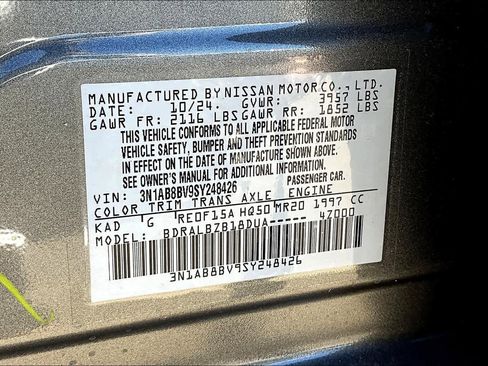 MANUFACTURED BY NISSAN MOTOR CO., LTD.
DATE: 10/24. GVWR: 3957 LBS
GAWR FR: 2116 LBS GAWR RR: 1852 LBS
THIS VEHICLE CONFORMS TO ALL APPLICABLE FEDERAL MOTOR
VEHICLE SAFETY, BUMPER AND THEFT PREVENTION STANDARDS
IN EFFECT ON THE DATE OF MANUFACTURE SHOWN ABOVE.
SEE OWNER'S MANUAL FOR ADDITIONAL INFORMATION.
VIN: 3N1AB8BV9SY248426 PASSENGER CAR.
COLOR TRIM TRANS AXLE ENGINE
KAD G RE0F15A HQ50 MR20 1997 CC
MODEL: BDRALBZB18DUA----- 4Z000
3N1AB8BV9SY248426